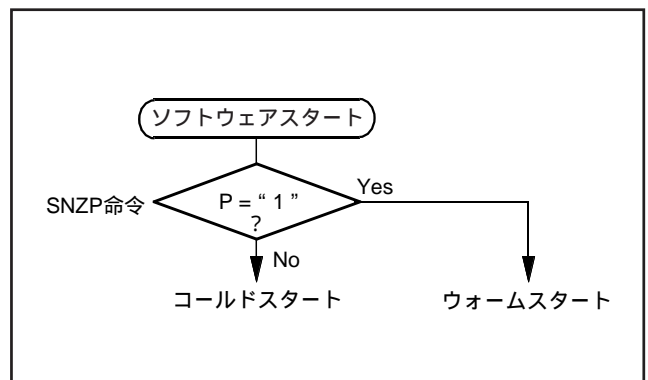 ソフトウェアスタート
SNZP命令
P = “ 1 ”
?
Yes
No
コールドスタート
ウォームスタート